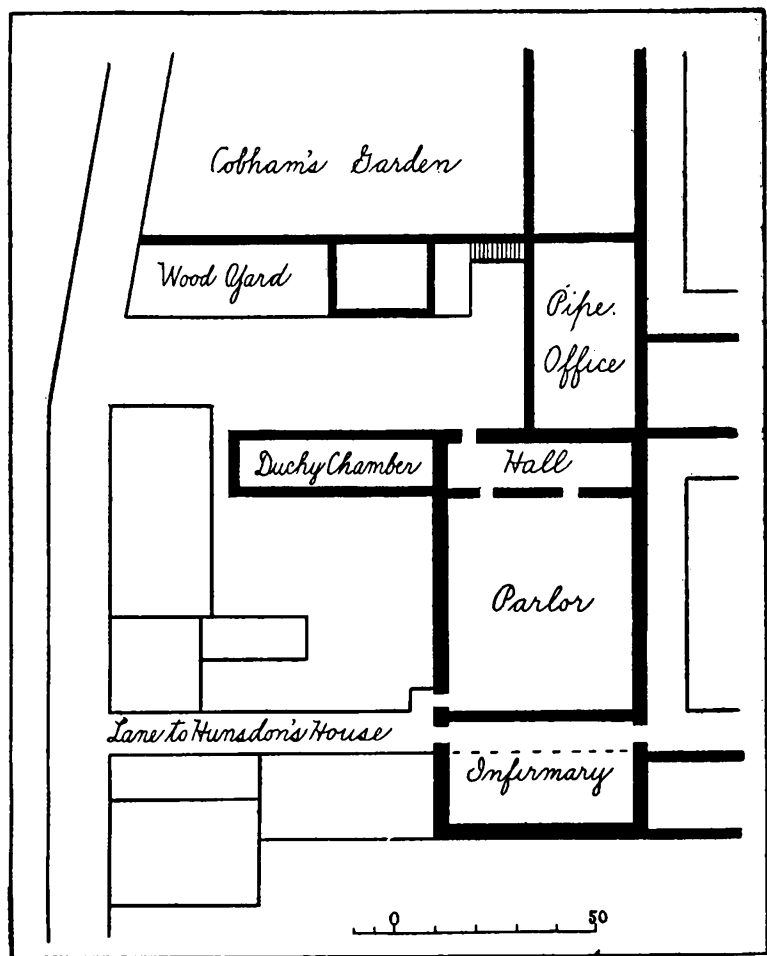 Cobham's Garden
Wood Yard
Pipe.
Office
Duchy Chamber
Hall
Parlor
Lane to Hunsdon's House
Infirmary
0 50